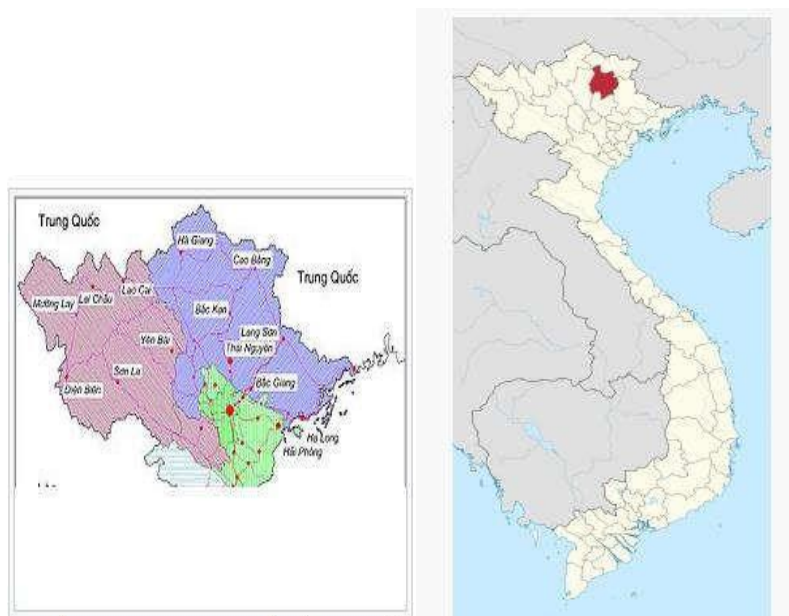 Trung Quốc
Hà Giang
Cao Bằng
Trung Quốc
Lao Cai
Mường Lay
Lai Châu
Bắc Kạn
Lạng Sơn
Yên Bái
Thái Nguyên
Sơn La
Bắc Giang
Điện Biên
Hạ Long
Hải Phòng